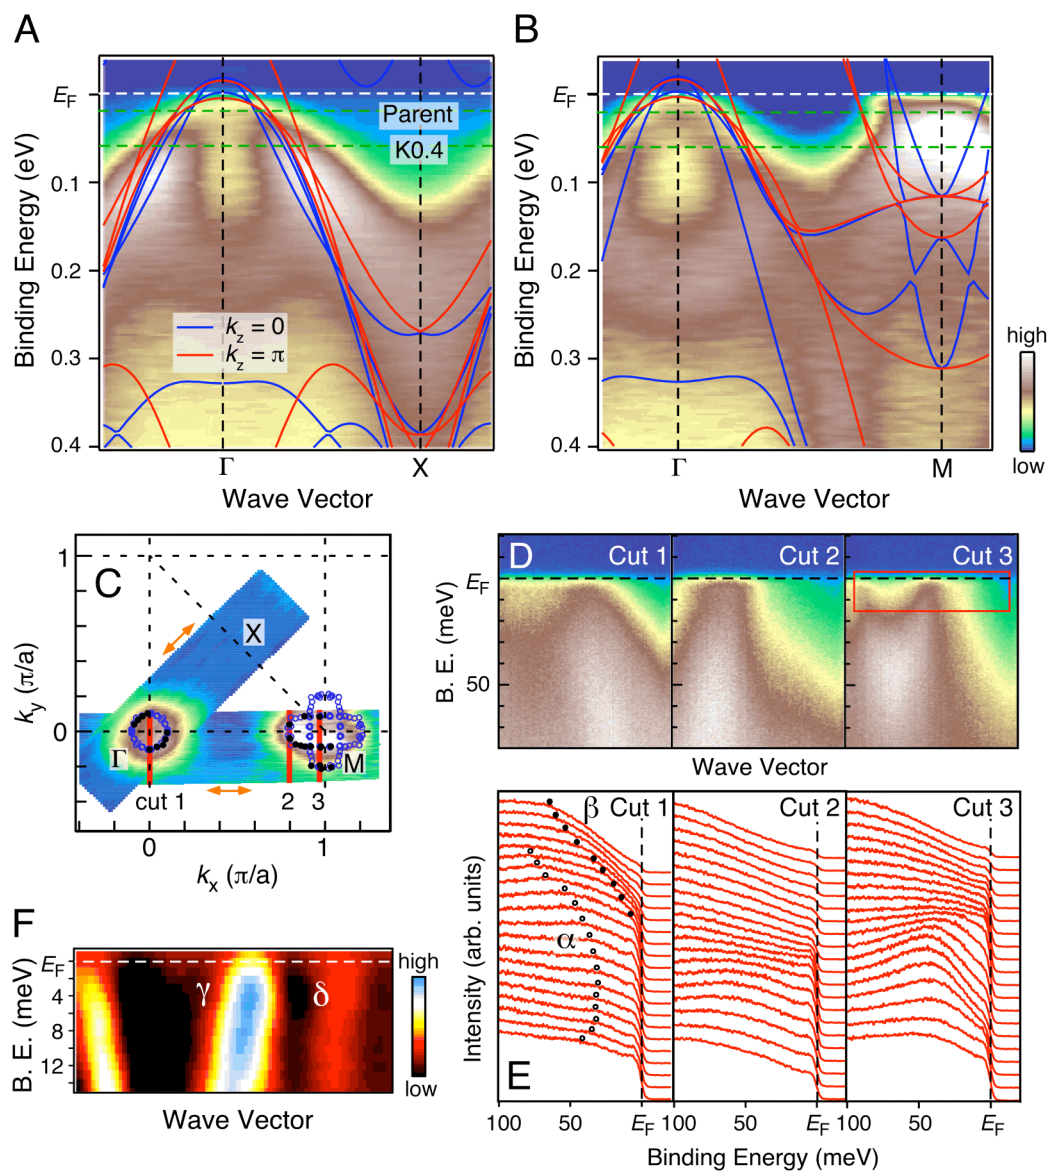 A
E_F
0.1
0.2
0.3
0.4
Binding Energy (eV)
Parent
K0.4
k_z = 0
k_z = π
Γ
X
Wave Vector
B
E_F
0.1
0.2
0.3
0.4
Binding Energy (eV)
Γ
M
Wave Vector
high
low
C
1
0
k_y (π/a)
X
Γ
M
cut 1
2
3
0
1
k_x (π/a)
D
Cut 1
Cut 2
Cut 3
E_F
50
B. E. (meV)
Wave Vector
E
Cut 1
Cut 2
Cut 3
β
α
Intensity (arb. units)
100
50
E_F
100
50
E_F
100
50
E_F
Binding Energy (meV)
F
E_F
4
8
12
B. E. (meV)
γ
δ
high
low
Wave Vector